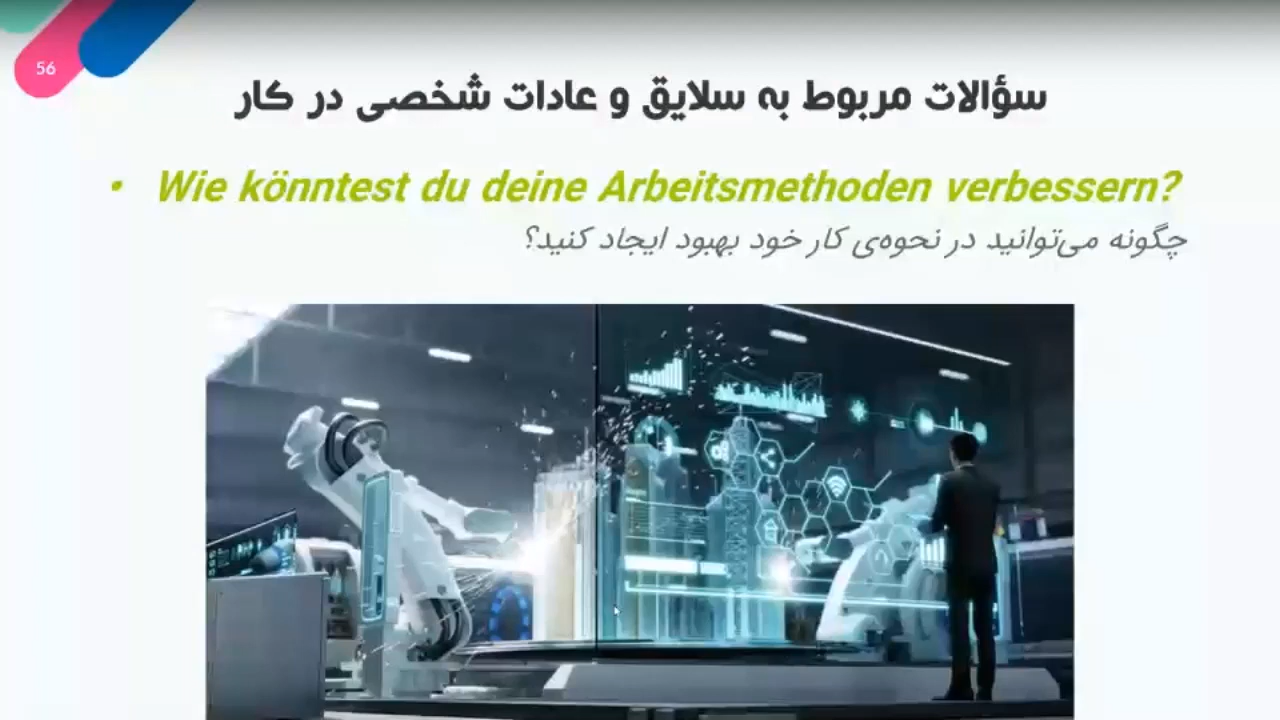 56
سؤالات مربوط به سلایق و عادات شخصی در کار
• Wie könntest du deine Arbeitsmethoden verbessern?
چگونه می‌توانید در نحوه‌ی کار خود بهبود ایجاد کنید؟